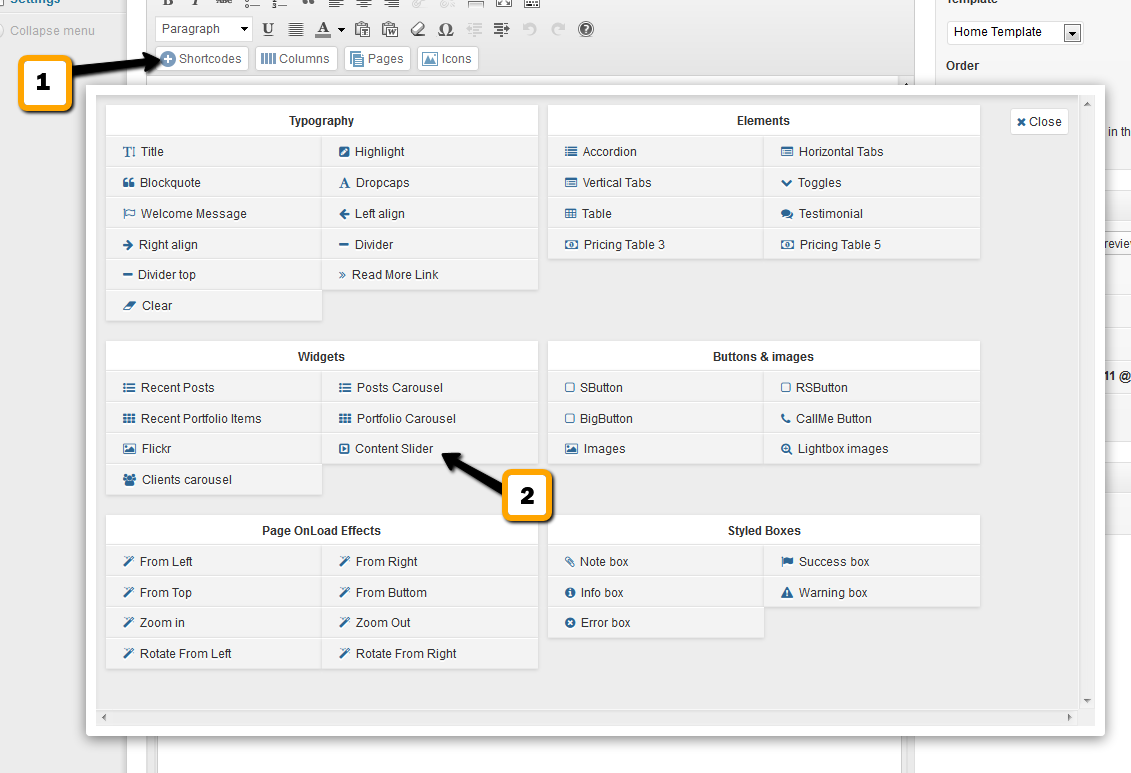 Settings
Template
Collapse menu
Paragraph
Home Template
Shortcodes Columns Pages Icons
Order
1
Close
in th
Typography
Title Highlight
Blockquote Dropcaps
Welcome Message Left align
Right align Divider
Divider top Read More Link
Clear
Elements
Accordion Horizontal Tabs
Vertical Tabs Toggles
Table Testimonial
Pricing Table 3 Pricing Table 5
Widgets
Recent Posts Posts Carousel
Recent Portfolio Items Portfolio Carousel
Flickr Content Slider
Clients carousel
2
Buttons & images
SButton RSButton
BigButton CallMe Button
Images Lightbox images
11 @
Page OnLoad Effects
From Left From Right
From Top From Buttom
Zoom in Zoom Out
Rotate From Left Rotate From Right
Styled Boxes
Note box Success box
Info box Warning box
Error box